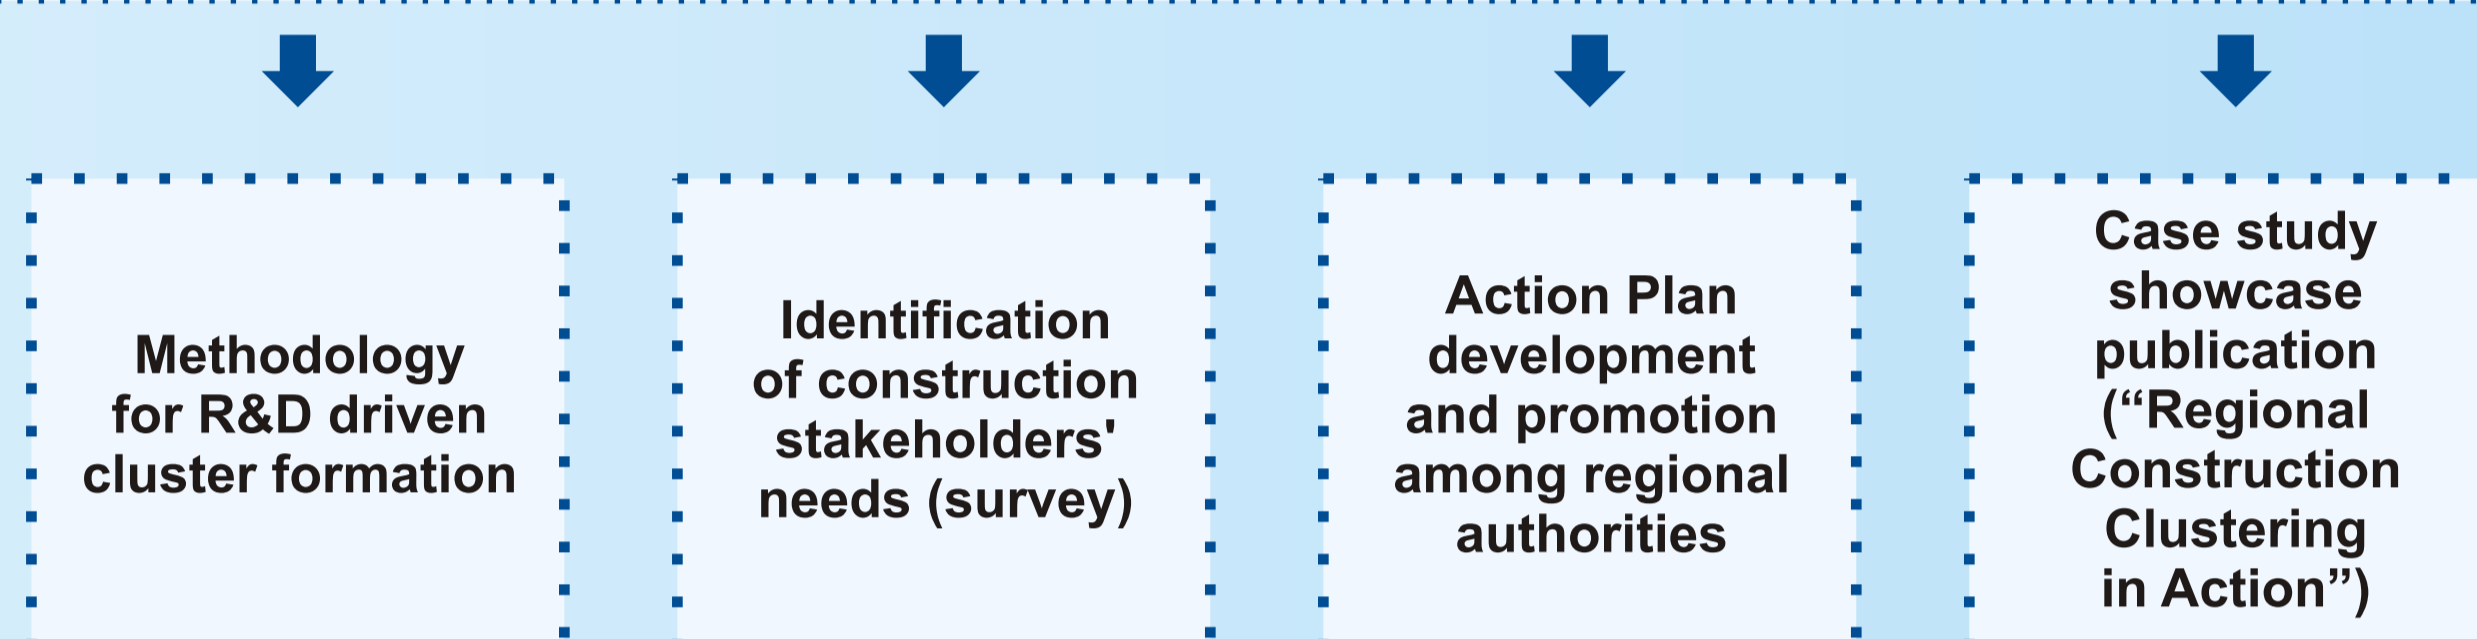 Methodology
for R&D driven
cluster formation
Identification
of construction
stakeholders'
needs (survey)
Action Plan
development
and promotion
among regional
authorities
Case study
showcase
publication
(“Regional
Construction
Clustering
in Action”)